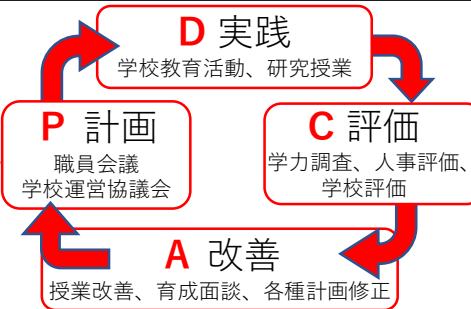 D 実践
学校教育活動、研究授業
P 計画
職員会議
学校運営協議会
C 評価
学力調査、人事評価、
学校評価
A 改善
授業改善、育成面談、各種計画修正